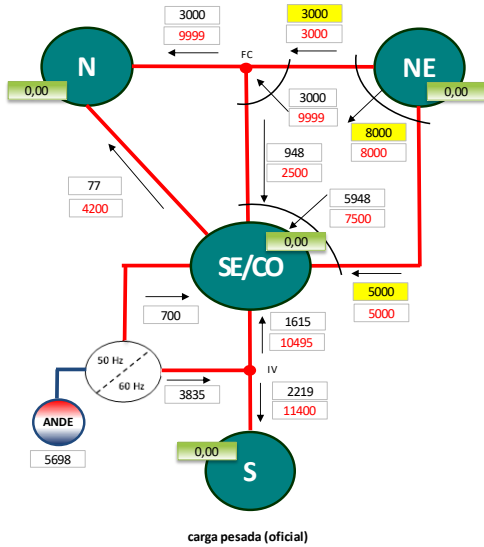 3000
9999
3000
3000
FC
N
NE
0,00
0,00
3000
9999
8000
8000
948
2500
77
4200
5948
7500
0,00
SE/CO
5000
5000
700
1615
10495
50 Hz
60 Hz
IV
3835
2219
11400
ANDE
5698
0,00
S
carga pesada (oficial)